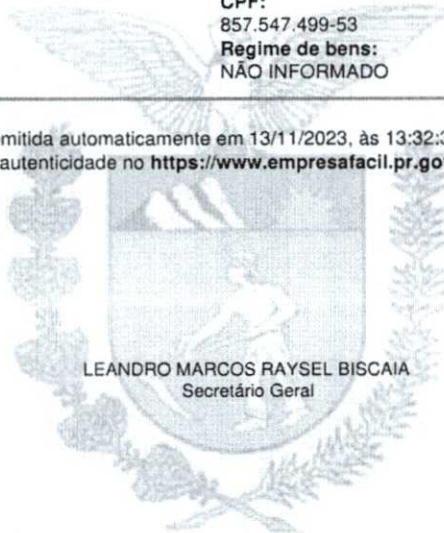 CPF:
857.547.499-53
Regime de bens:
NÃO INFORMADO
mitida automaticamente em 13/11/2023, às 13:32:3
autenticidade no https://www.empresafacil.pr.go
LEANDRO MARCOS RAYSEL BISCAIA
Secretário Geral